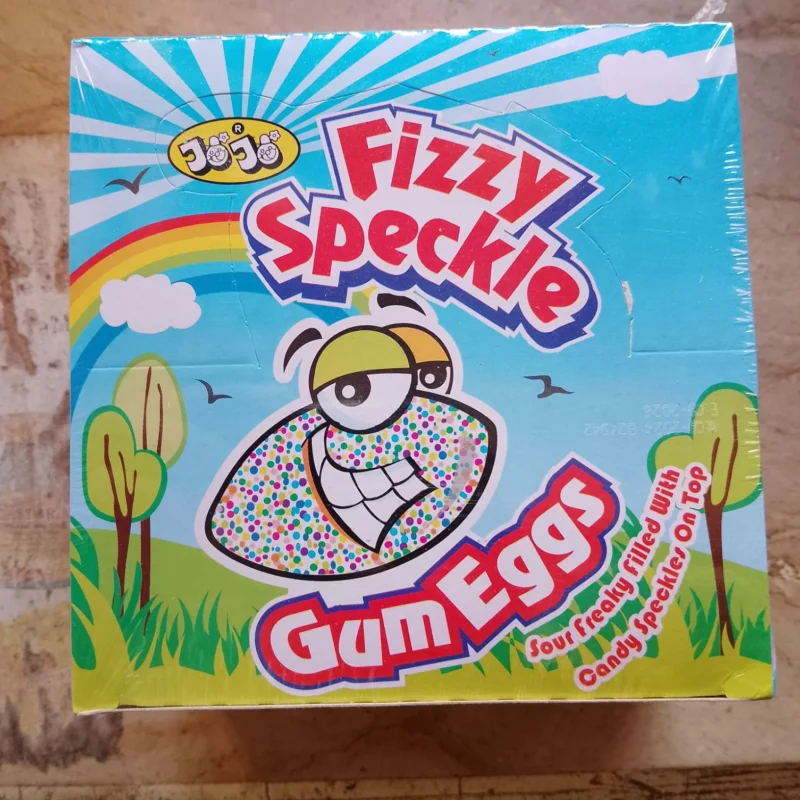 JoJo
®
Fizzy
Speckle
Gum Eggs
Sour Freaky Filled With
Candy Speckles On Top